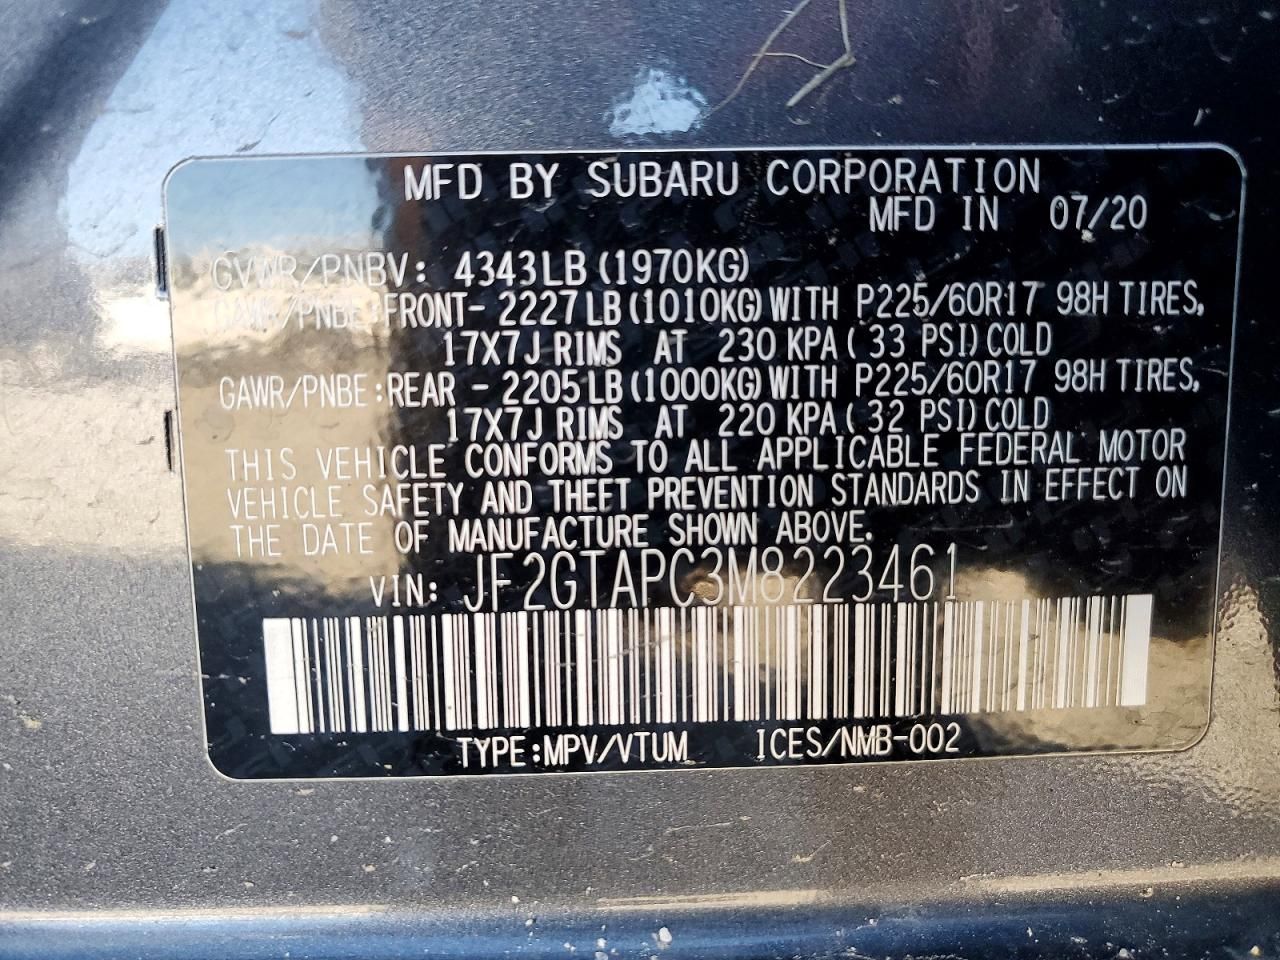 MFD BY SUBARU CORPORATION
MFD IN 07/20
GVWR/PNBV: 4343LB(1970KG)
GAWR/PNBE:FRONT-2227LB(1010KG)WITH P225/60R17 98H TIRES,
17X7J RIMS AT 230 KPA( 33 PSI)COLD
GAWR/PNBE:REAR -2205LB(1000KG)WITH P225/60R17 98H TIRES,
17X7J RIMS AT 220 KPA( 32 PSI)COLD
THIS VEHICLE CONFORMS TO ALL APPLICABLE FEDERAL MOTOR
VEHICLE SAFETY AND THEFT PREVENTION STANDARDS IN EFFECT ON
THE DATE OF MANUFACTURE SHOWN ABOVE.
VIN: JF2GTAPC3M8223461
TYPE:MPV/VTUM ICES/NMB-002